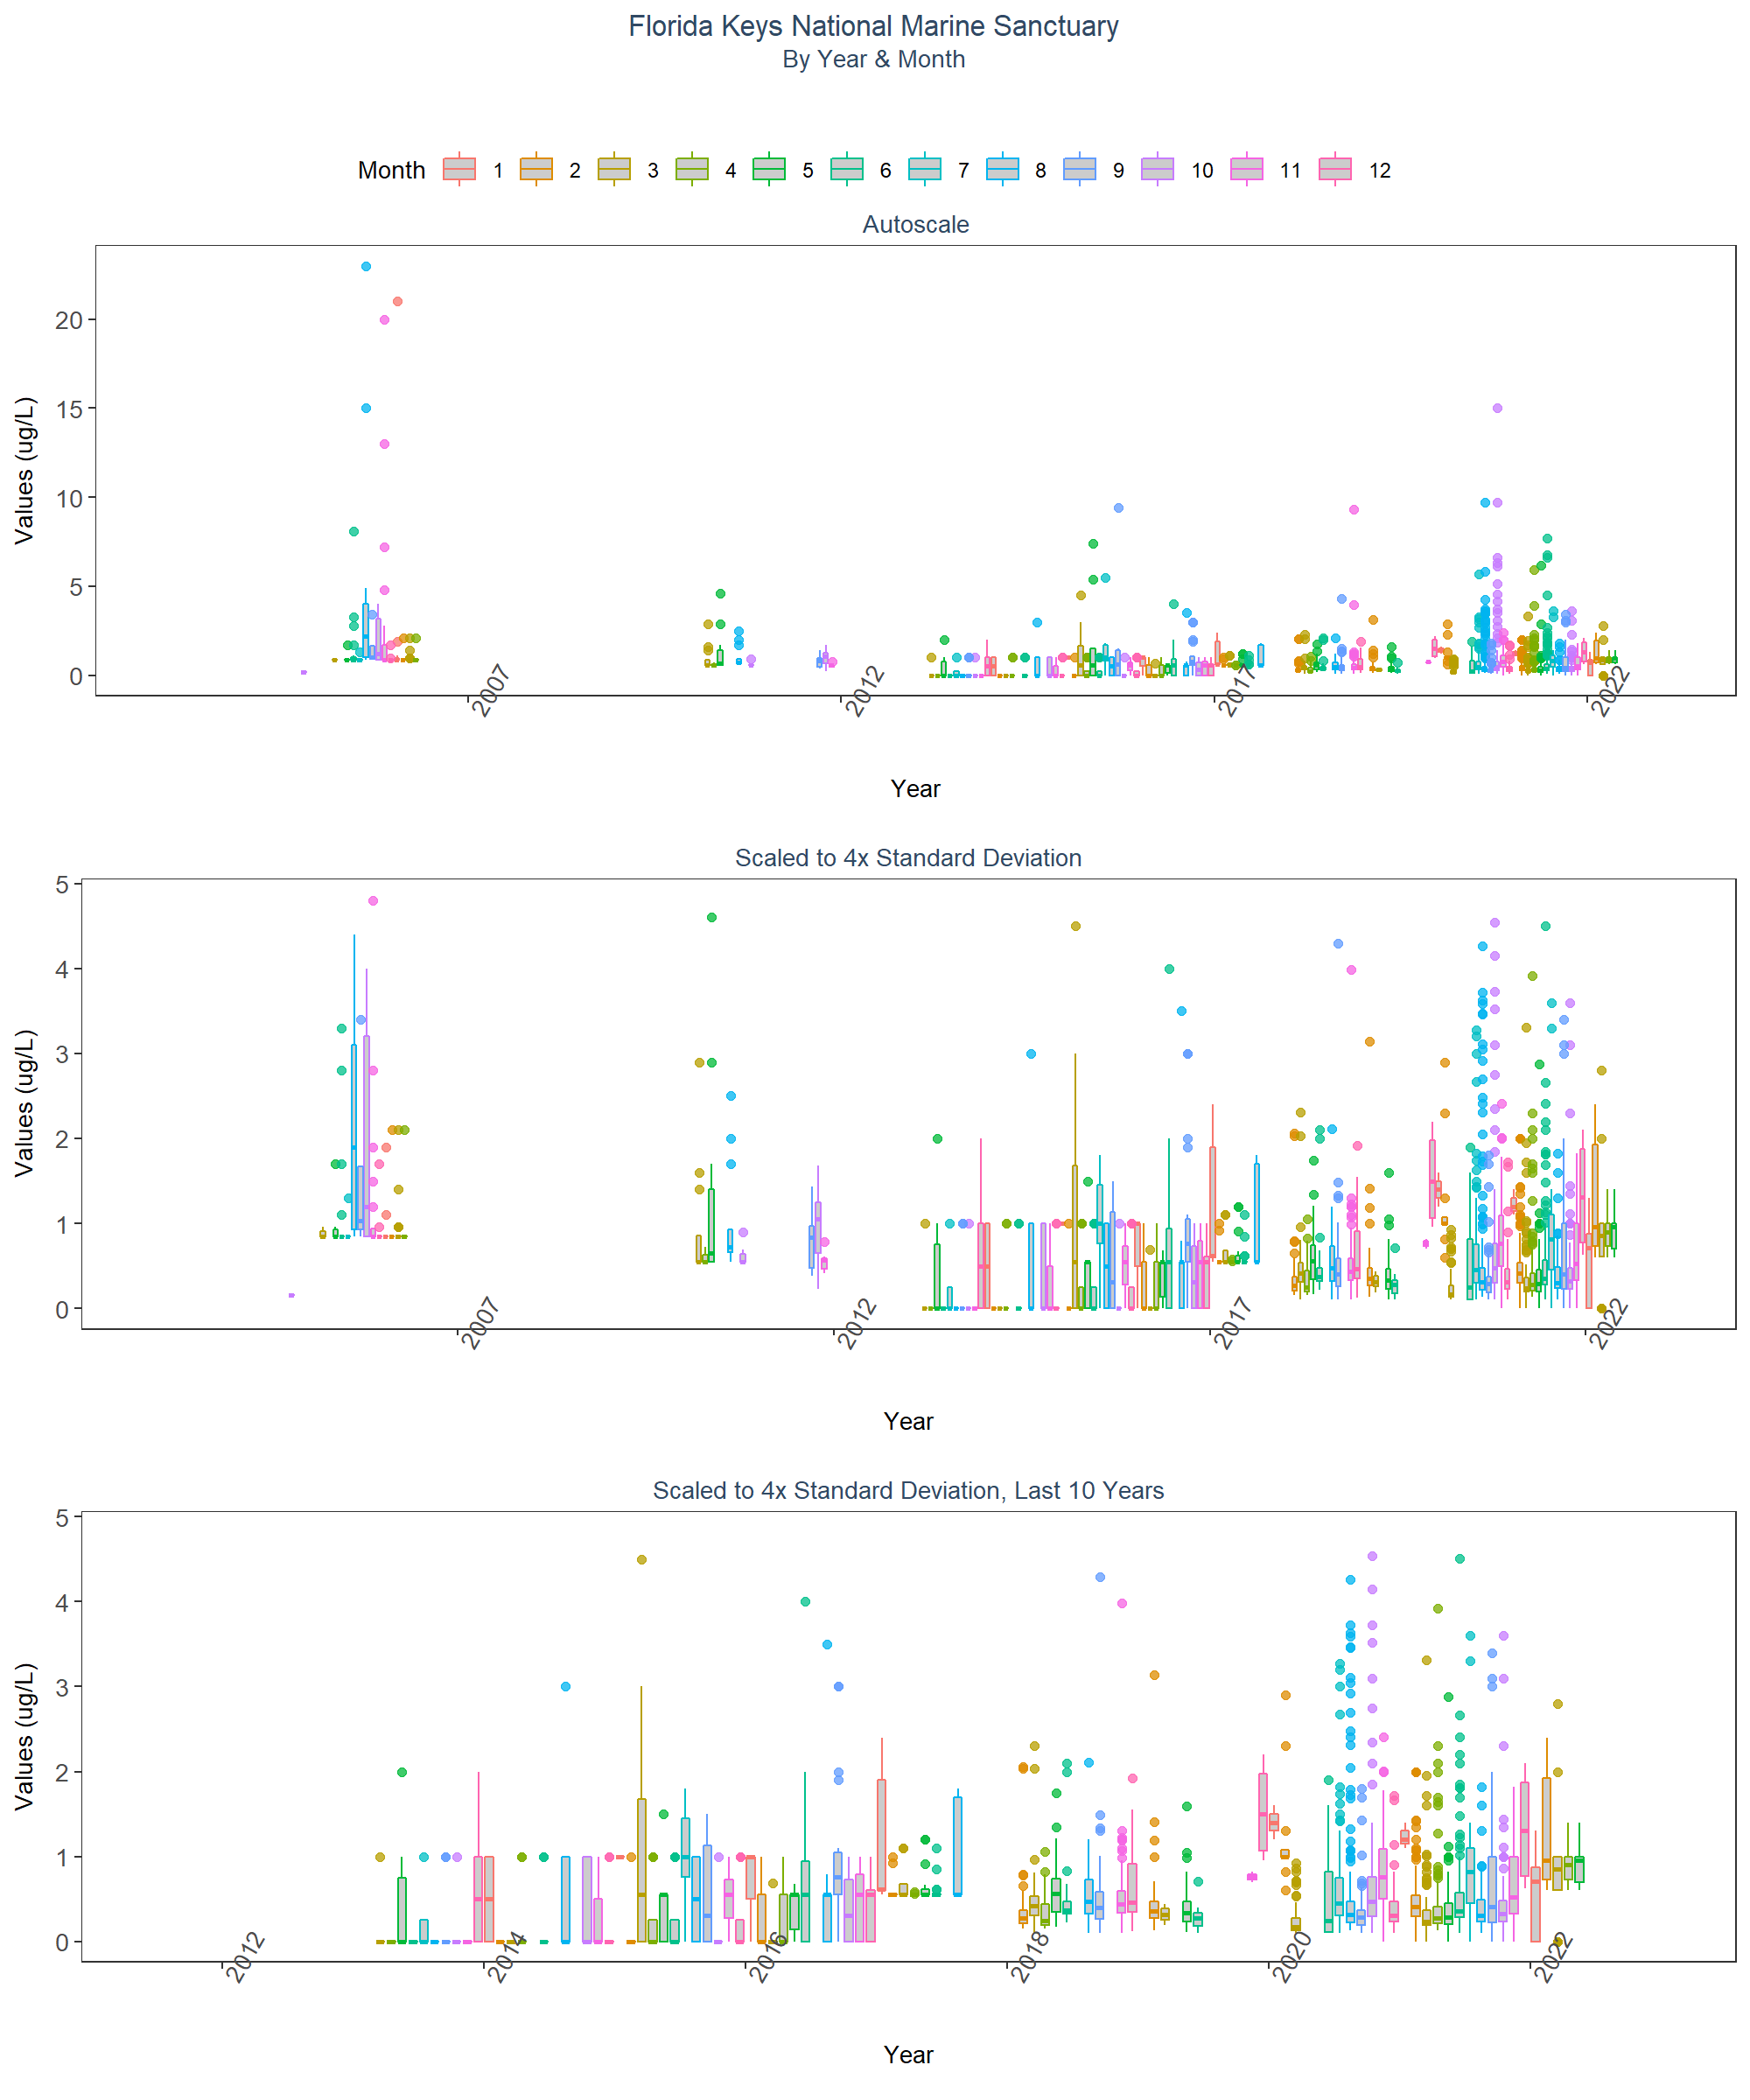 Florida Keys National Marine Sanctuary
By Year & Month
Month 1 2 3 4 5 6 7 8 9 10 11 12
Autoscale
Values (ug/L)
20
15
10
5
0
2007 2012 2017 2022
Year
Scaled to 4x Standard Deviation
Values (ug/L)
5
4
3
2
1
0
2007 2012 2017 2022
Year
Scaled to 4x Standard Deviation, Last 10 Years
Values (ug/L)
5
4
3
2
1
0
2012 2014 2016 2018 2020 2022
Year